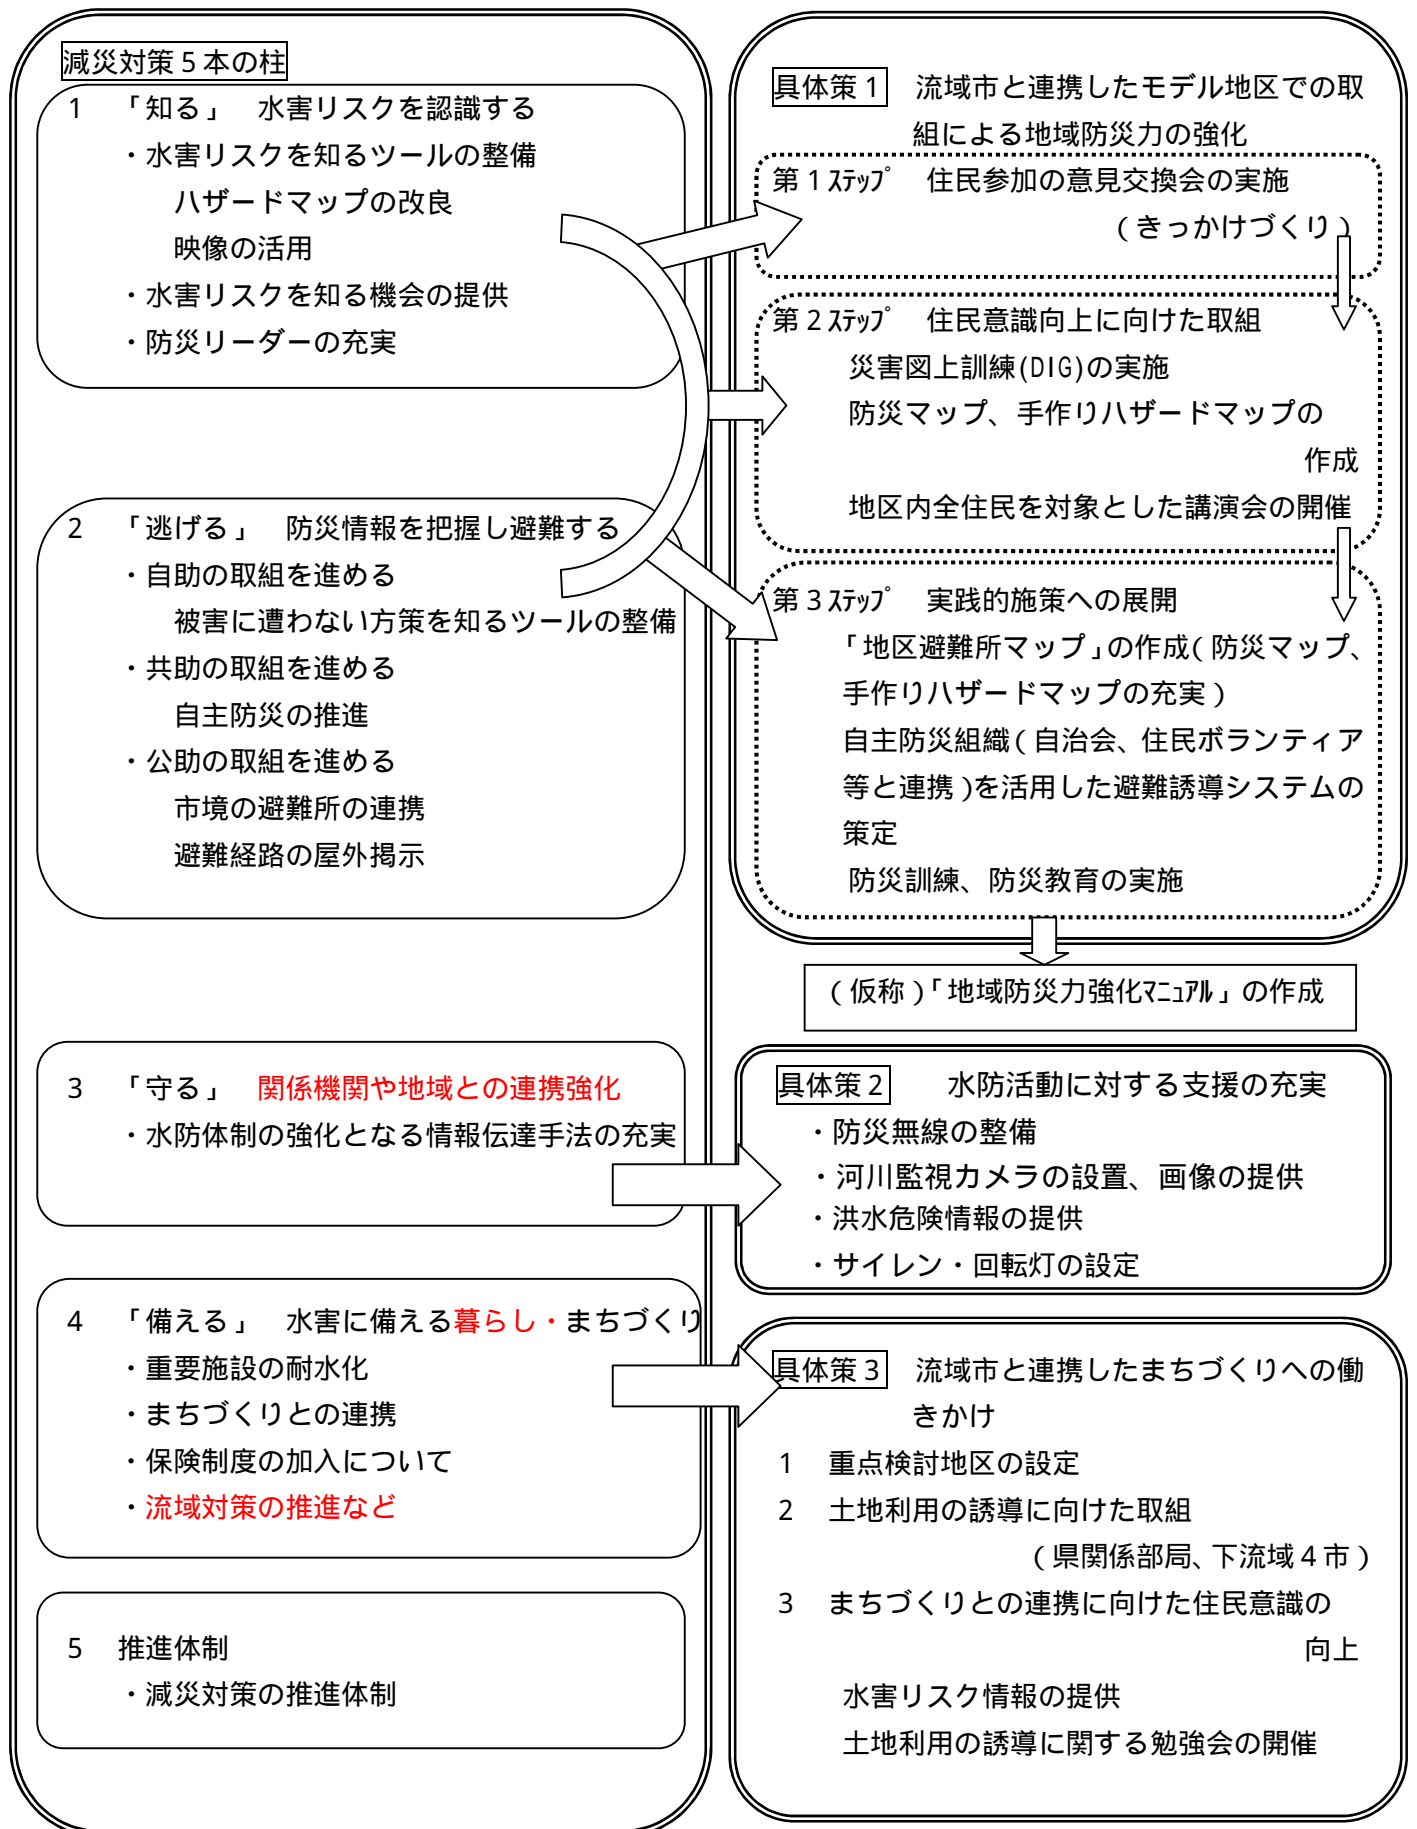 減災対策５本の柱
1 「知る」 水害リスクを認識する
・水害リスクを知るツールの整備
ハザードマップの改良
映像の活用
・水害リスクを知る機会の提供
・防災リーダーの充実
2 「逃げる」 防災情報を把握し避難する
・自助の取組を進める
被害に遭わない方策を知るツールの整備
・共助の取組を進める
自主防災の推進
・公助の取組を進める
市境の避難所の連携
避難経路の屋外掲示
3 「守る」 関係機関や地域との連携強化
・水防体制の強化となる情報伝達手法の充実
4 「備える」 水害に備える暮らし・まちづくり
・重要施設の耐水化
・まちづくりとの連携
・保険制度の加入について
・流域対策の推進など
5 推進体制
・減災対策の推進体制
具体策１ 流域市と連携したモデル地区での取
組による地域防災力の強化
第１ｽﾃｯﾌﾟ 住民参加の意見交換会の実施
（きっかけづくり）
第２ｽﾃｯﾌﾟ 住民意識向上に向けた取組
災害図上訓練(DIG)の実施
防災マップ、手作りハザードマップの
作成
地区内全住民を対象とした講演会の開催
第３ｽﾃｯﾌﾟ 実践的施策への展開
「地区避難所マップ」の作成（防災マップ、
手作りハザードマップの充実）
自主防災組織（自治会、住民ボランティア
等と連携）を活用した避難誘導システムの
策定
防災訓練、防災教育の実施
（仮称）「地域防災力強化ﾏﾆｭｱﾙ」の作成
具体策２ 水防活動に対する支援の充実
・防災無線の整備
・河川監視カメラの設置、画像の提供
・洪水危険情報の提供
・サイレン・回転灯の設定
具体策３ 流域市と連携したまちづくりへの働
きかけ
1 重点検討地区の設定
2 土地利用の誘導に向けた取組
（県関係部局、下流域４市）
3 まちづくりとの連携に向けた住民意識の
向上
水害リスク情報の提供
土地利用の誘導に関する勉強会の開催